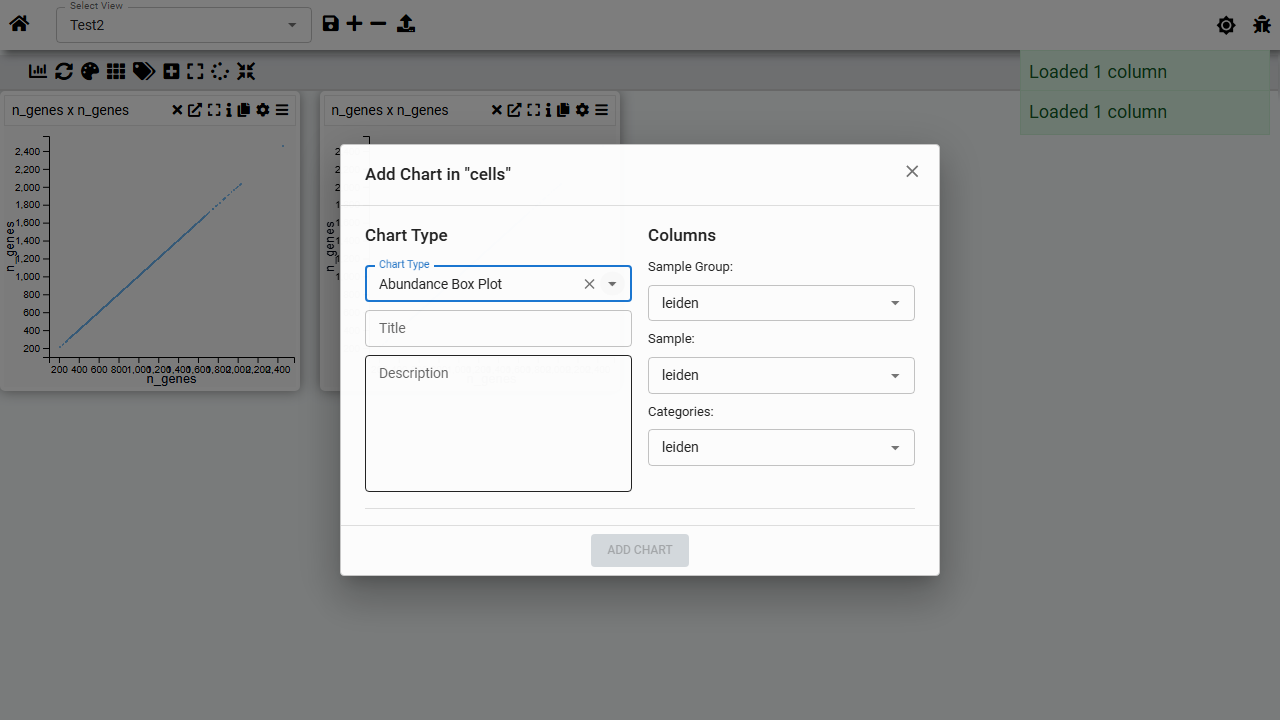 Select View
Test2
Loaded 1 column
Loaded 1 column
n_genes x n_genes
n_genes x n_genes
2,400
2,200
2,000
1,800
1,600
1,400
1,200
1,000
800
600
400
200
n_genes
200 400 600 800 1,000 1,200 1,400 1,600 1,800 2,000 2,200 2,400
n_genes
n_genes
Add Chart in "cells"
Chart Type
Chart Type
Abundance Box Plot
Title
Description
Columns
Sample Group:
leiden
Sample:
leiden
Categories:
leiden
ADD CHART